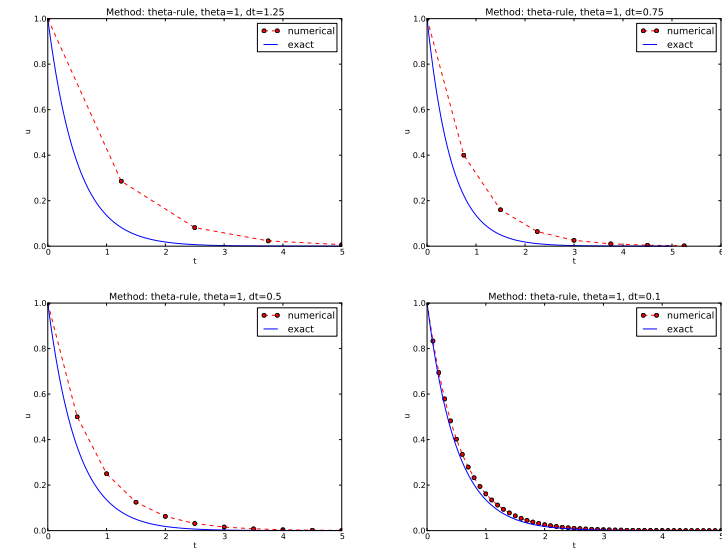 Method: theta-rule, theta=1, dt=1.25
numerical
exact
1.0
0.8
0.6
0.4
0.2
0.0
u
0 1 2 3 4 5
t
Method: theta-rule, theta=1, dt=0.75
numerical
exact
1.0
0.8
0.6
0.4
0.2
0.0
u
0 1 2 3 4 5 6
t
Method: theta-rule, theta=1, dt=0.5
numerical
exact
1.0
0.8
0.6
0.4
0.2
0.0
u
0 1 2 3 4 5
t
Method: theta-rule, theta=1, dt=0.1
numerical
exact
1.0
0.8
0.6
0.4
0.2
0.0
u
0 1 2 3 4 5
t